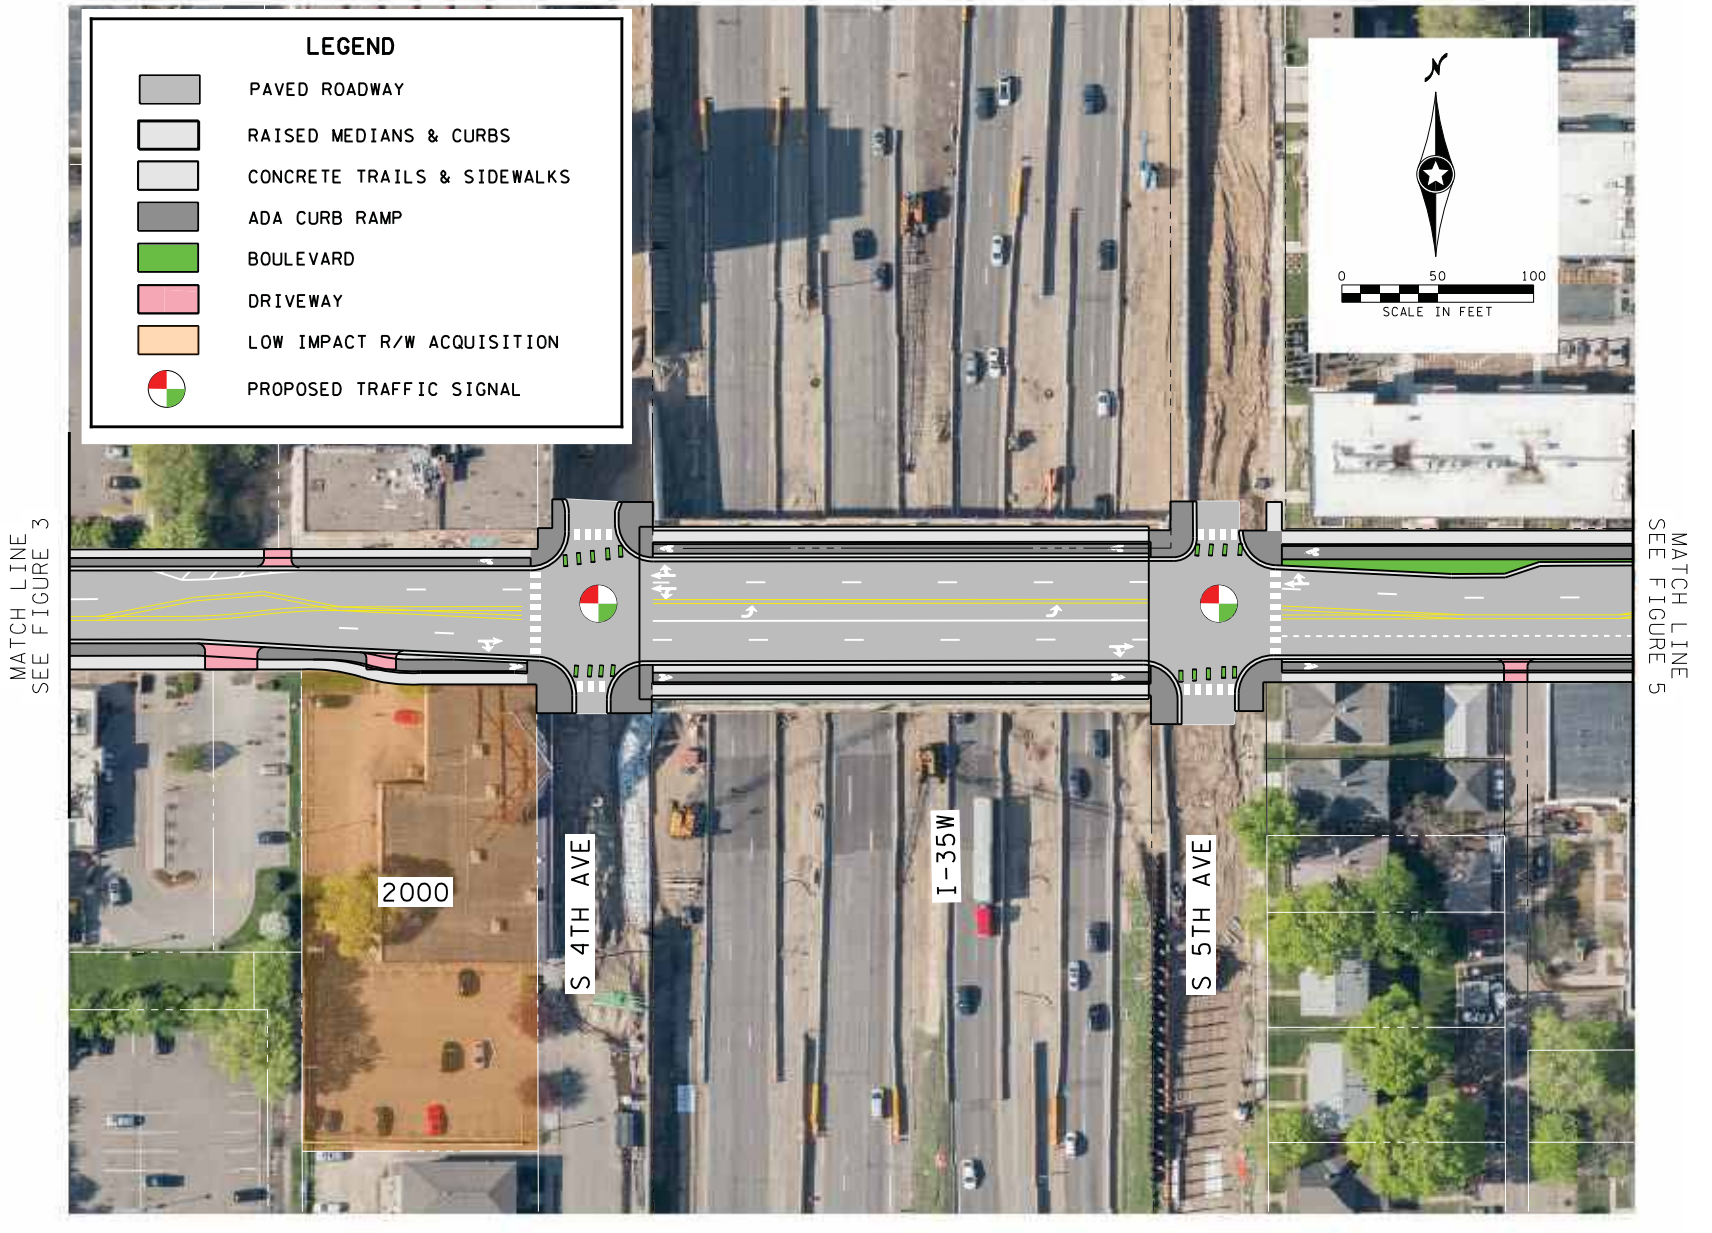 LEGEND
PAVED ROADWAY
RAISED MEDIANS & CURBS
CONCRETE TRAILS & SIDEWALKS
ADA CURB RAMP
BOULEVARD
DRIVEWAY
LOW IMPACT R/W ACQUISITION
PROPOSED TRAFFIC SIGNAL
N
0 50 100
SCALE IN FEET
MATCH LINE
SEE FIGURE 3
MATCH LINE
SEE FIGURE 5
2000
S 4TH AVE
I-35W
S 5TH AVE